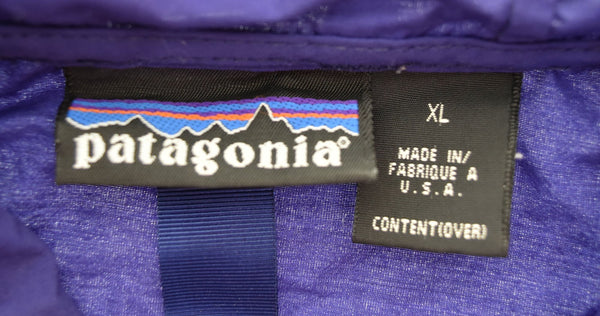 patagonia®
XL
MADE IN/
FABRIQUE A
U.S.A.
CONTENT(OVER)